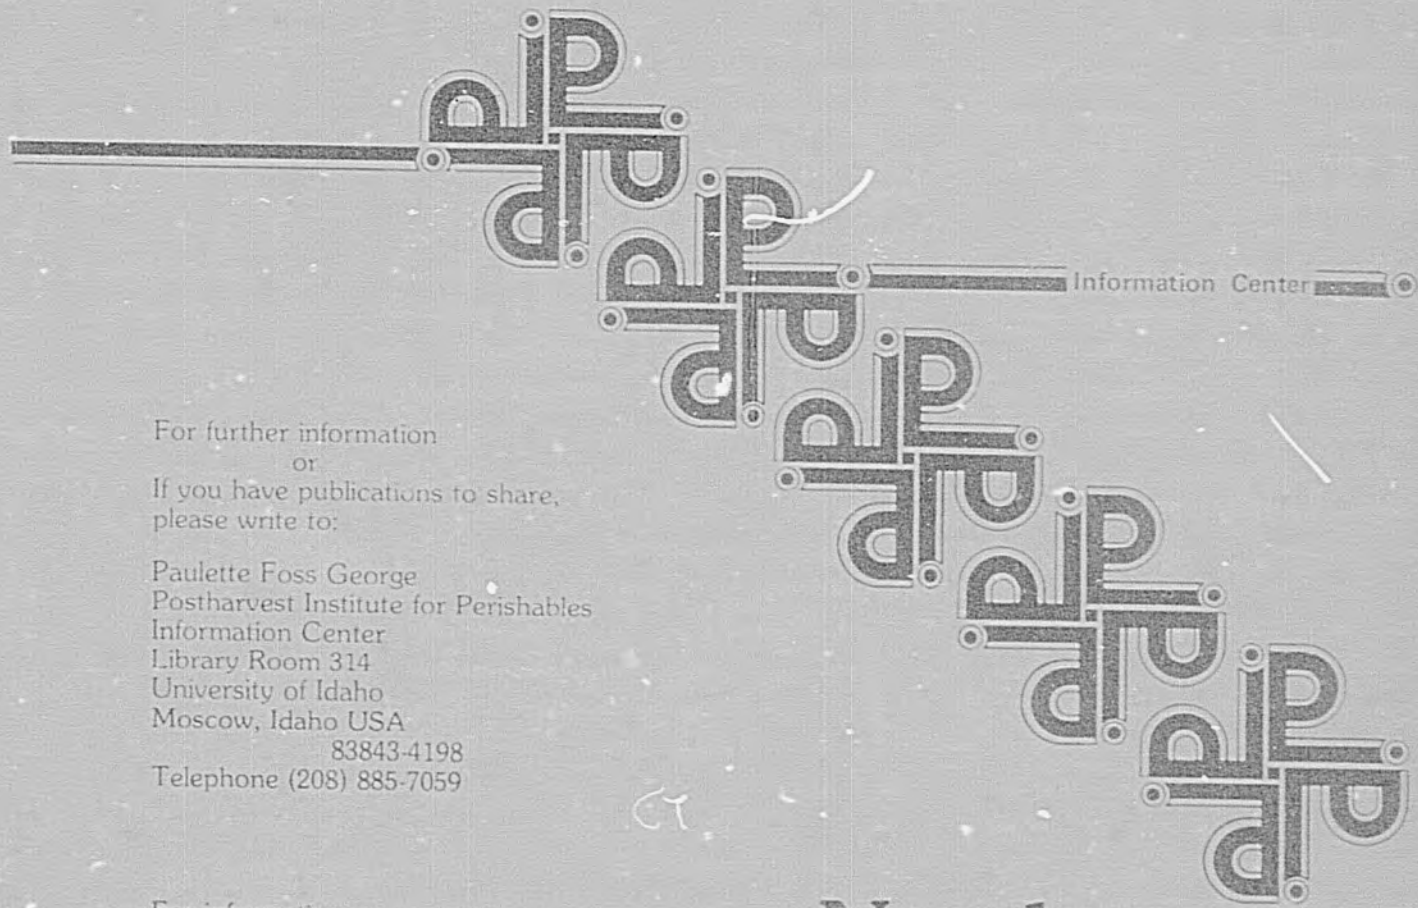 Information Center
For further information
or
If you have publications to share,
please write to:
Paulette Foss George
Postharvest Institute for Perishables
Information Center
Library Room 314
University of Idaho
Moscow, Idaho USA
83843-4198
Telephone (208) 885-7059